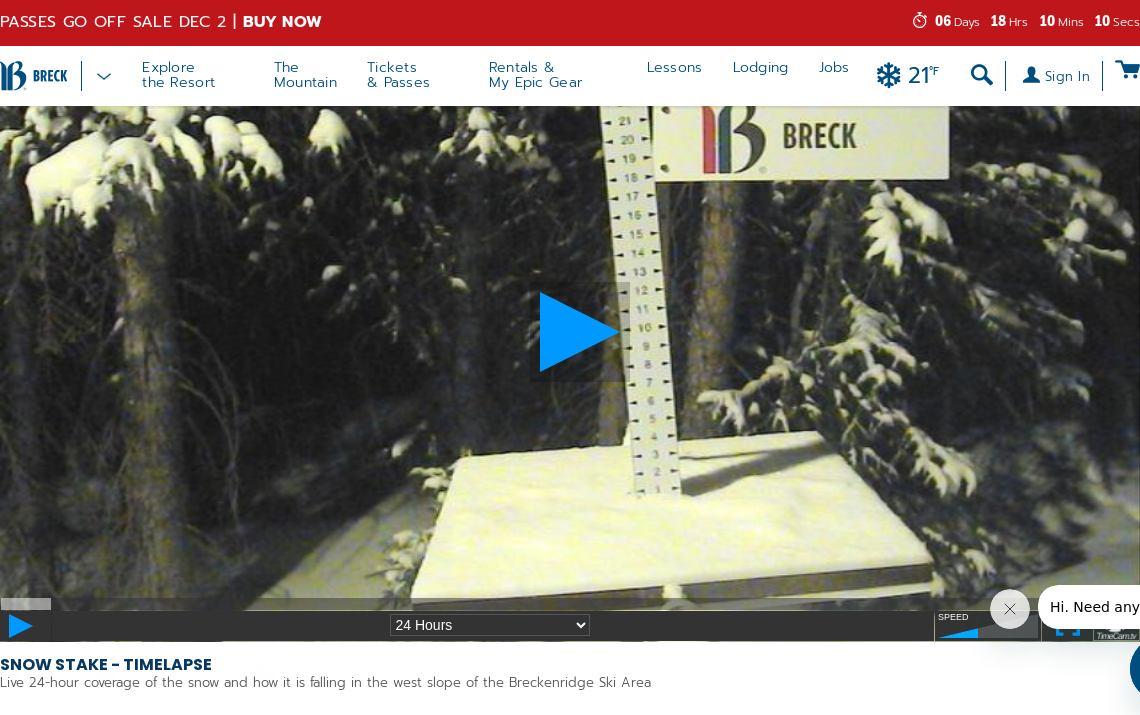 PASSES GO OFF SALE DEC 2 | BUY NOW
06 Days 18 Hrs 10 Mins 10 Secs
BRECK
Explore
the Resort
The
Mountain
Tickets
& Passes
Rentals &
My Epic Gear
Lessons
Lodging
Jobs
21°F
Sign In
BRECK
21
20
19
18
17
16
15
14
13
12
11
10
9
8
7
6
5
4
3
2
1
24 Hours
SPEED
Hi. Need any
TimeCam.tv
SNOW STAKE - TIMELAPSE
Live 24-hour coverage of the snow and how it is falling in the west slope of the Breckenridge Ski Area